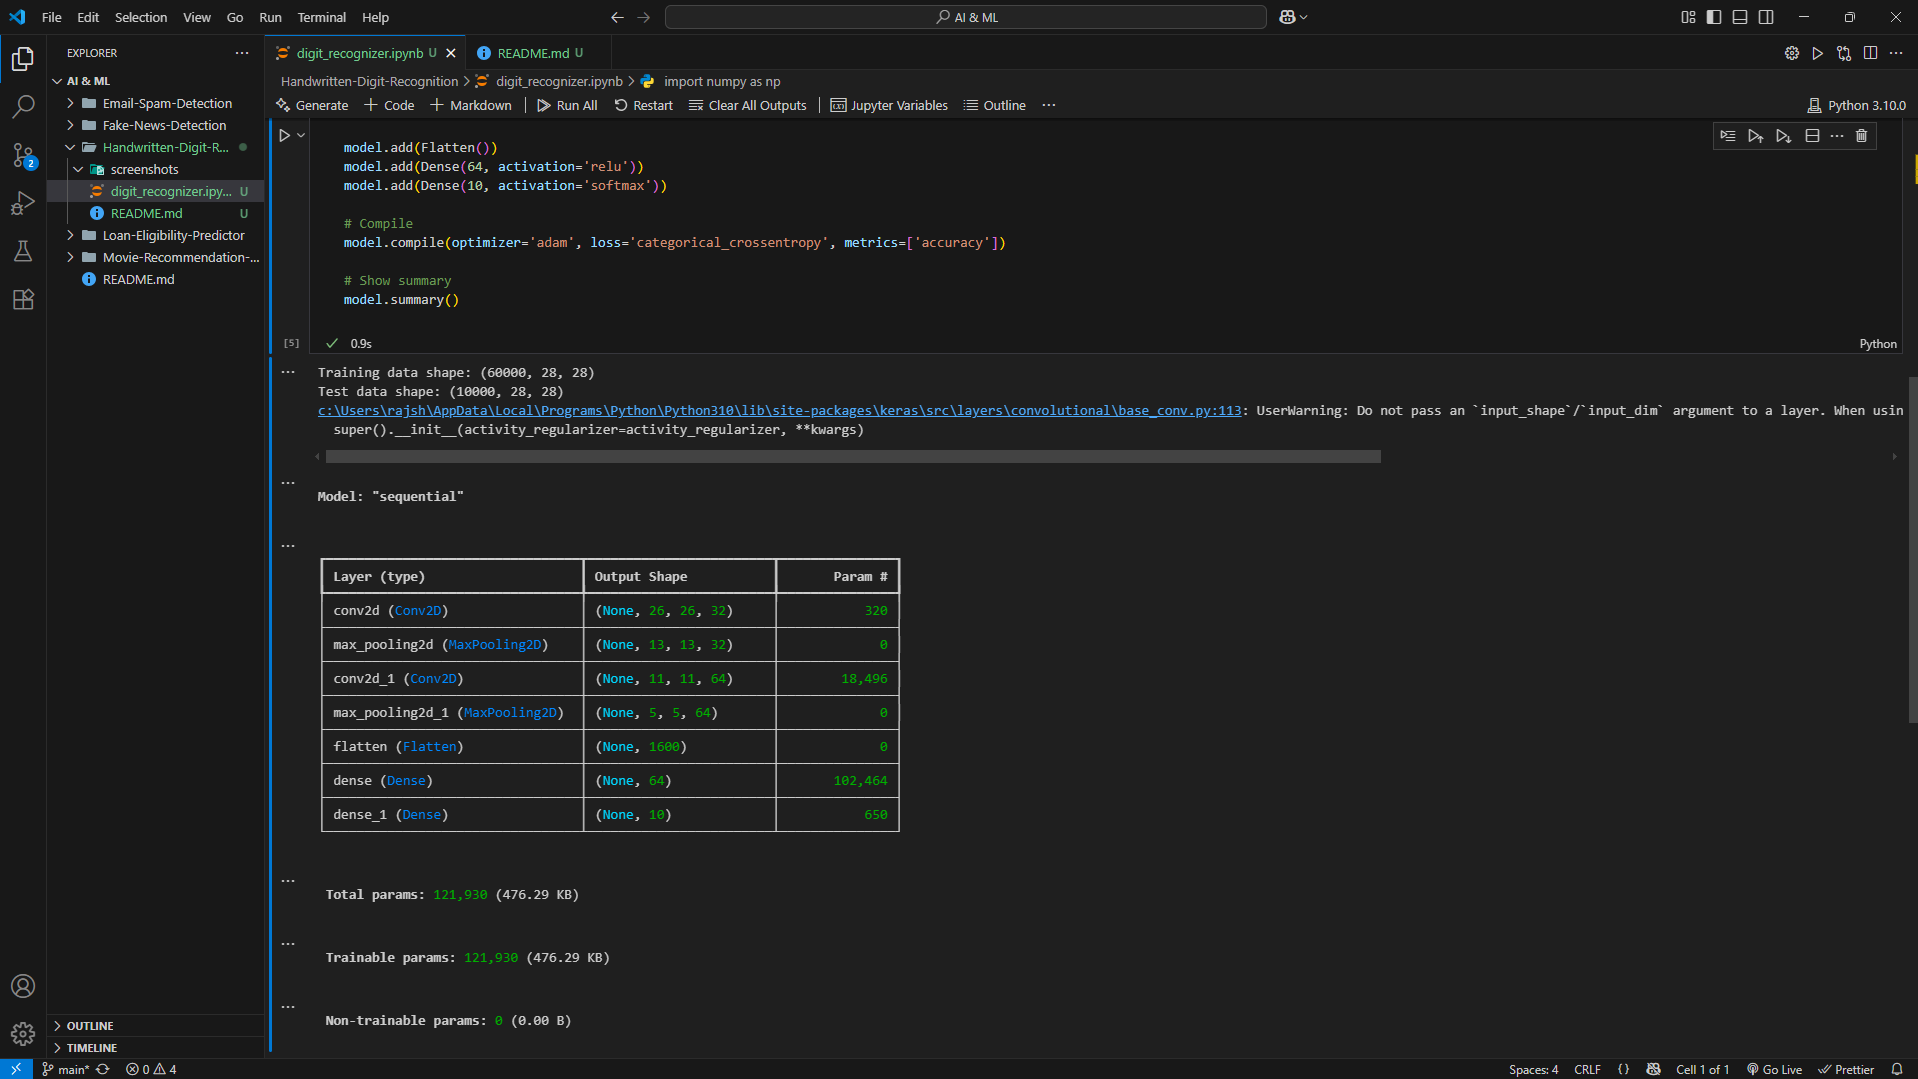 File Edit Selection View Go Run Terminal Help
AI & ML
EXPLORER
AI & ML
Email-Spam-Detection
Fake-News-Detection
Handwritten-Digit-R...
screenshots
digit_recognizer.ipy... U
README.md U
Loan-Eligibility-Predictor
Movie-Recommendation-...
README.md
2
OUTLINE
TIMELINE
digit_recognizer.ipynb U
README.md U
Handwritten-Digit-Recognition > digit_recognizer.ipynb > import numpy as np
Generate + Code + Markdown Run All Restart Clear All Outputs Jupyter Variables Outline ... Python 3.10.0
model.add(Flatten())
model.add(Dense(64, activation='relu'))
model.add(Dense(10, activation='softmax'))
# Compile
model.compile(optimizer='adam', loss='categorical_crossentropy', metrics=['accuracy'])
# Show summary
model.summary()
[5] 0.9s Python
Training data shape: (60000, 28, 28)
Test data shape: (10000, 28, 28)
c:\Users\rajsh\AppData\Local\Programs\Python\Python310\lib\site-packages\keras\src\layers\convolutional\base_conv.py:113: UserWarning: Do not pass an `input_shape`/`input_dim` argument to a layer. When usin
super().__init__(activity_regularizer=activity_regularizer, **kwargs)
Model: "sequential"
Layer (type) Output Shape Param #
conv2d (Conv2D) (None, 26, 26, 32) 320
max_pooling2d (MaxPooling2D) (None, 13, 13, 32) 0
conv2d_1 (Conv2D) (None, 11, 11, 64) 18,496
max_pooling2d_1 (MaxPooling2D) (None, 5, 5, 64) 0
flatten (Flatten) (None, 1600) 0
dense (Dense) (None, 64) 102,464
dense_1 (Dense) (None, 10) 650
Total params: 121,930 (476.29 KB)
Trainable params: 121,930 (476.29 KB)
Non-trainable params: 0 (0.00 B)
main* 0 4 Spaces: 4 CRLF {} Cell 1 of 1 Go Live Prettier